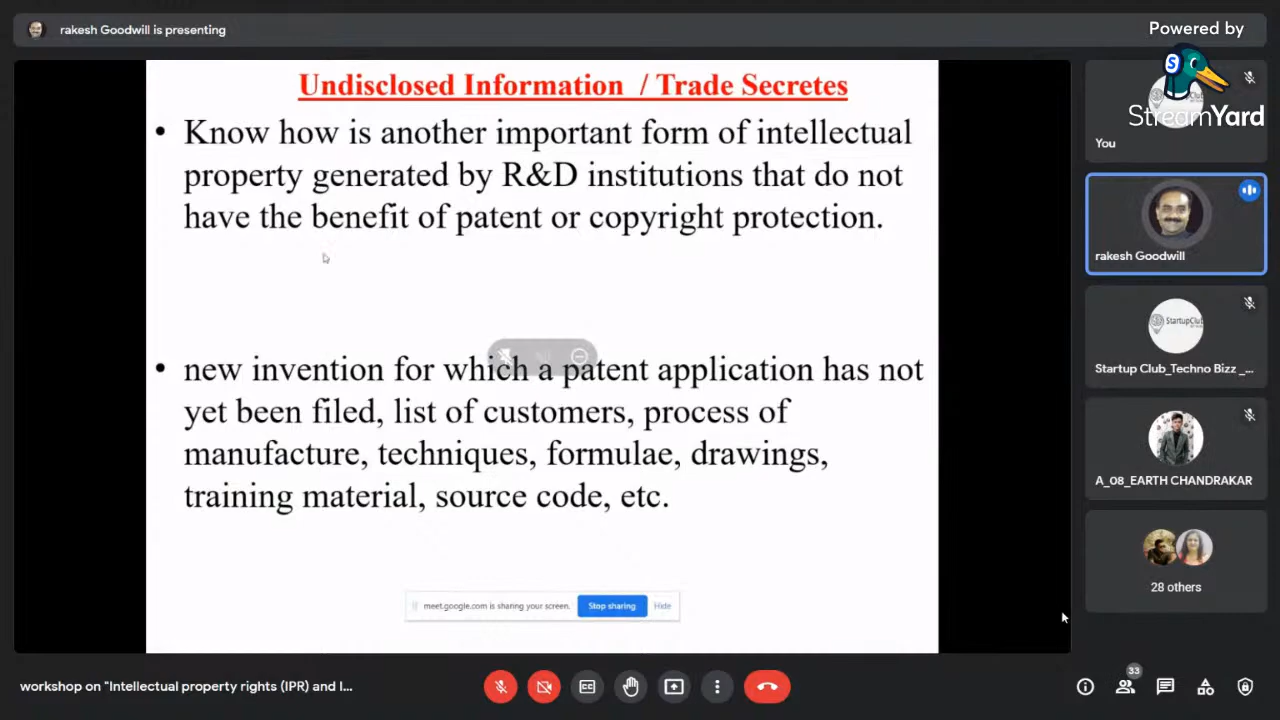 rakesh Goodwill is presenting
Powered by
StreamYard
Undisclosed Information / Trade Secretes
• Know how is another important form of intellectual
property generated by R&D institutions that do not
have the benefit of patent or copyright protection.
• new invention for which a patent application has not
yet been filed, list of customers, process of
manufacture, techniques, formulae, drawings,
training material, source code, etc.
meet.google.com is sharing your screen.
Stop sharing
Hide
You
rakesh Goodwill
StartupClub
Startup Club_Techno Bizz _...
A_08_EARTH CHANDRAKAR
28 others
workshop on "Intellectual property rights (IPR) and I...
33